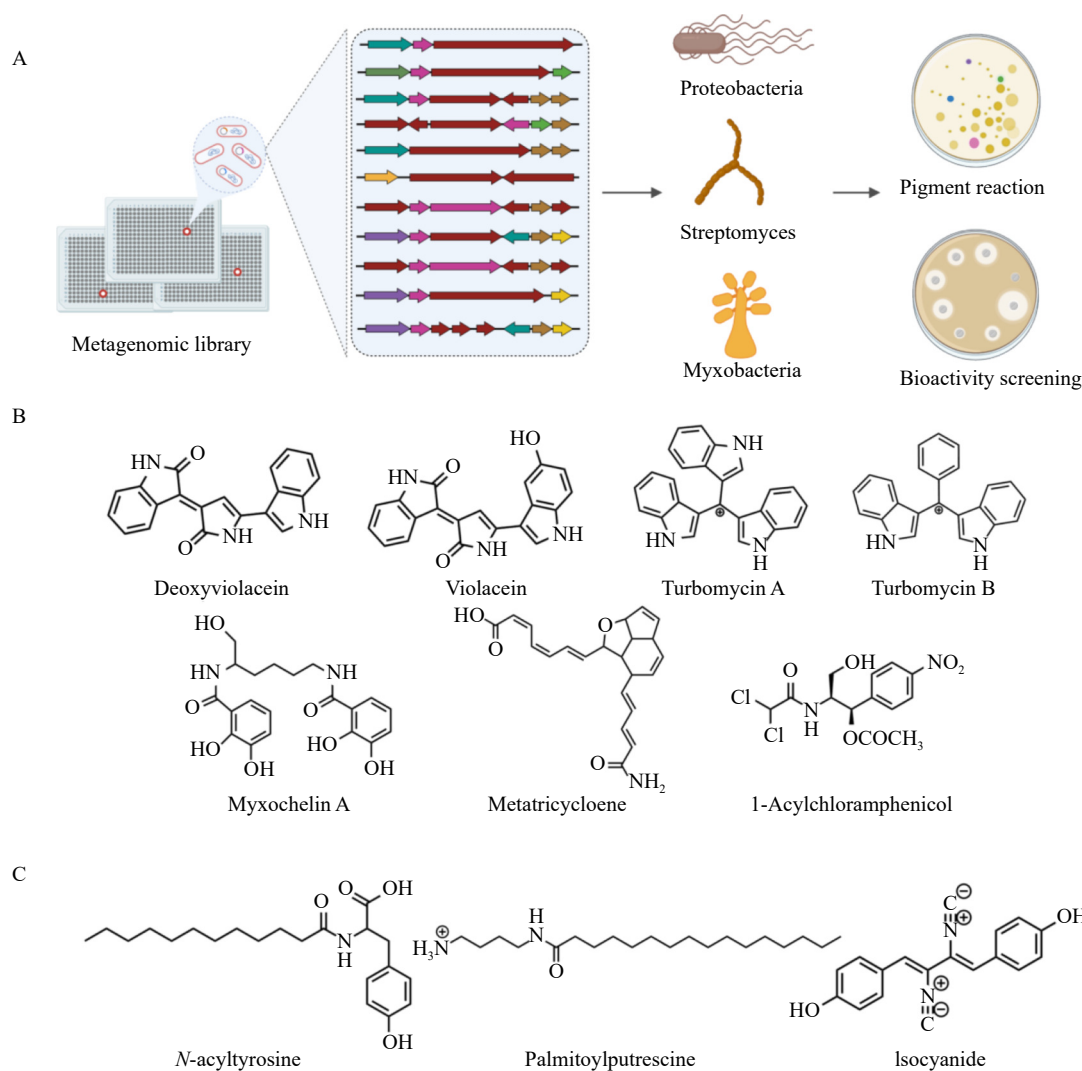 A
Proteobacteria
Pigment reaction
Streptomyces
Metagenomic library
Myxobacteria
Bioactivity screening
B
HN
O
O
NH
NH
Deoxyviolacein
HO
HN
O
O
NH
NH
Violacein
NH
⊕
HN
N
H
Turbomycin A
⊕
HN
N
H
Turbomycin B
HO
HN
NH
O
O
HO
OH
HO
OH
Myxochelin A
HO
O
O
O
NH2
Metatricycloene
Cl
Cl
O
N
H
OH
NO2
OCOCH3
1-Acylchloramphenicol
C
O
N
H
O
OH
OH
N-acyltyrosine
⊕
H3N
H
N
O
Palmitoylputrescine
C⊖
N⊕
OH
HO
N⊕
C⊖
lsocyanide